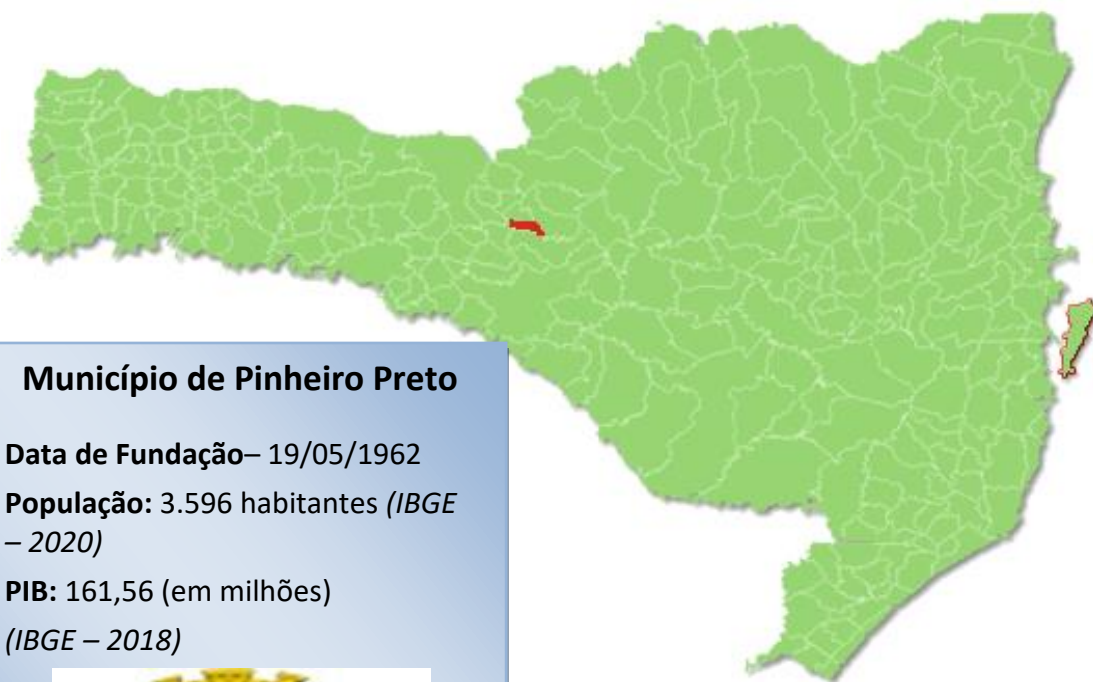 Município de Pinheiro Preto
Data de Fundação– 19/05/1962
População: 3.596 habitantes (IBGE
– 2020)
PIB: 161,56 (em milhões)
(IBGE – 2018)